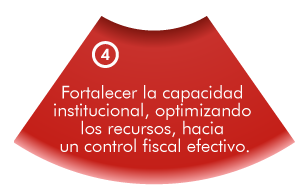 4
Fortalecer la capacidad
institucional, optimizando
los recursos, hacia
un control fiscal efectivo.